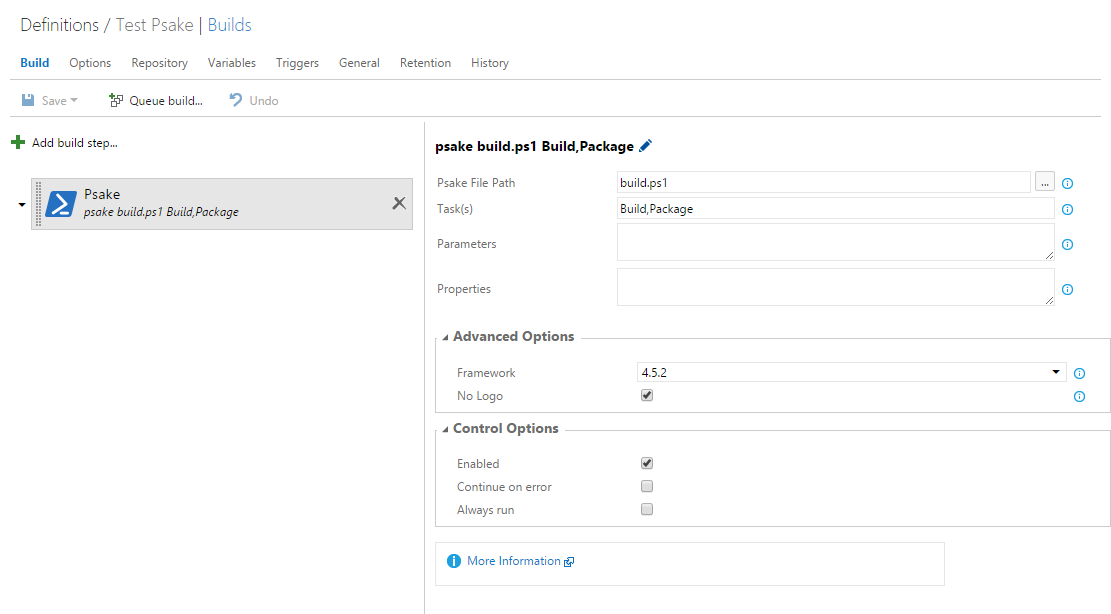 Definitions / Test Psake | Builds
Build Options Repository Variables Triggers General Retention History
Save Queue build... Undo
Add build step...
Psake
psake build.ps1 Build,Package
psake build.ps1 Build,Package
Psake File Path build.ps1 ...
Task(s) Build,Package
Parameters
Properties
Advanced Options
Framework 4.5.2
No Logo
Control Options
Enabled
Continue on error
Always run
More Information